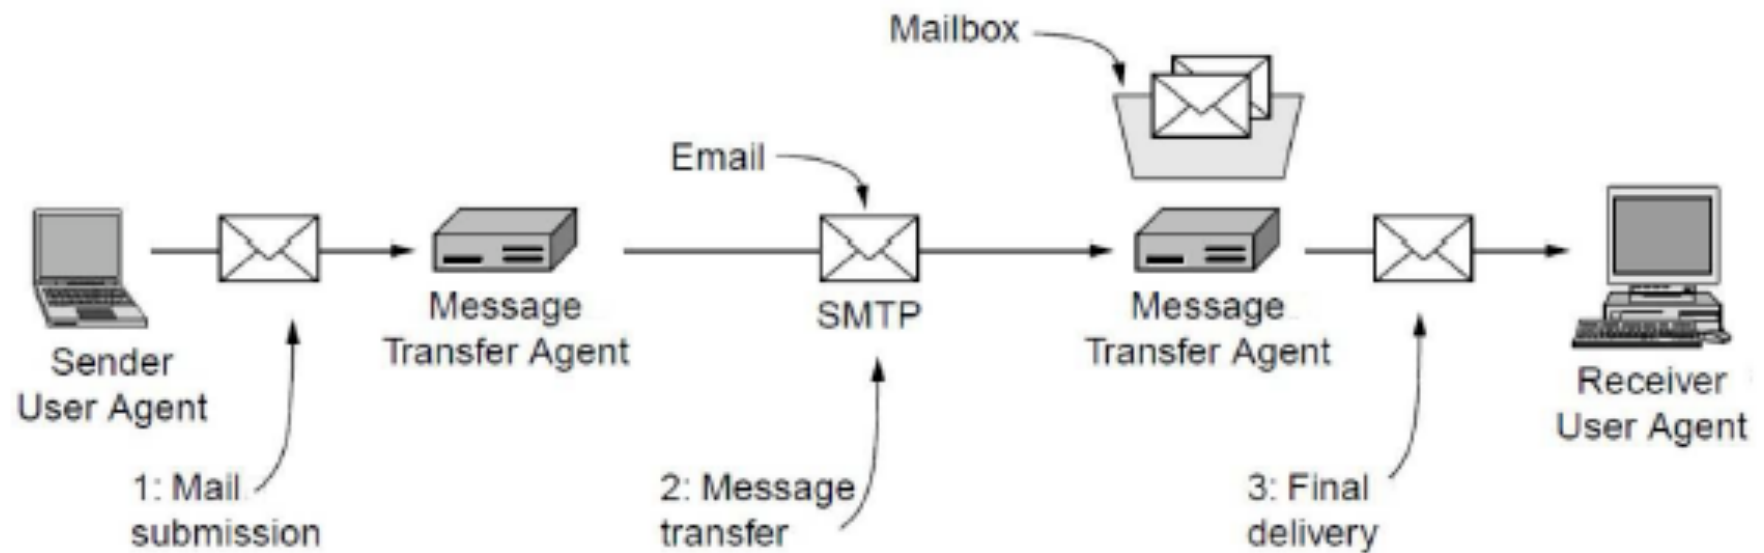 Mailbox
Email
SMTP
Message
Transfer Agent
Message
Transfer Agent
Sender
User Agent
Receiver
User Agent
1: Mail
submission
2: Message
transfer
3: Final
delivery